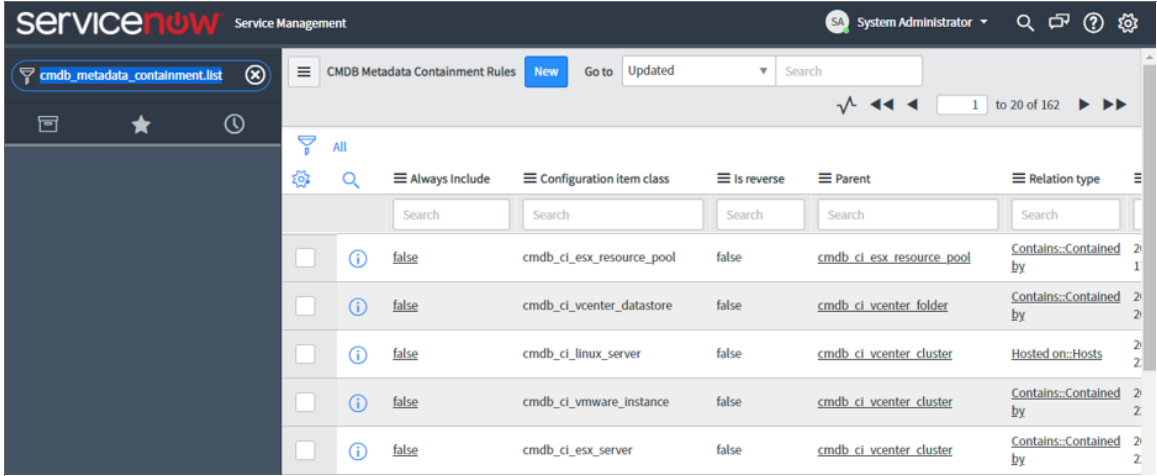 servicenow Service Management
SA System Administrator
cmdb_metadata_containment.list
CMDB Metadata Containment Rules New Go to Updated Search
1 to 20 of 162
All
Always Include Configuration item class Is reverse Parent Relation type
Search Search Search Search Search
false cmdb_ci_esx_resource_pool false cmdb_ci_esx_resource_pool Contains::Contained
by
false cmdb_ci_vcenter_datastore false cmdb_ci_vcenter_folder Contains::Contained
by
false cmdb_ci_linux_server false cmdb_ci_vcenter_cluster Hosted on::Hosts
false cmdb_ci_vmware_instance false cmdb_ci_vcenter_cluster Contains::Contained
by
false cmdb_ci_esx_server false cmdb_ci_vcenter_cluster Contains::Contained
by